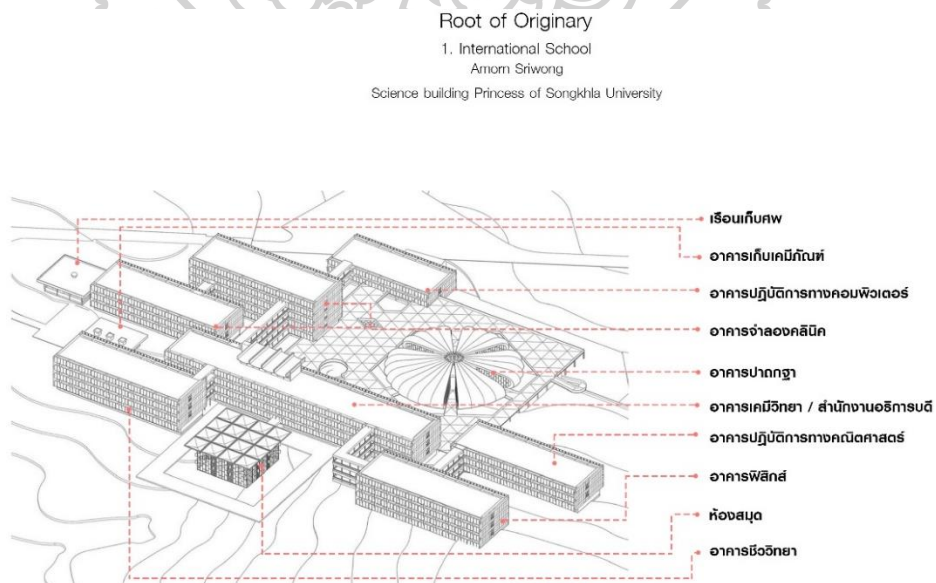 Root of Originary
1. International School
Amorn Sriwong
Science building Princess of Songkhla University
เรือนเก็บศพ
อาคารเก็บเคมีภัณฑ์
อาคารปฏิบัติการทางคอมพิวเตอร์
อาคารจำลองคลินิค
อาคารปาฐกฐา
อาคารเคมีวิทยา / สำนักงานอธิการบดี
อาคารปฏิบัติการทางคณิตศาสตร์
อาคารฟิสิกส์
ห้องสมุด
อาคารชีววิทยา